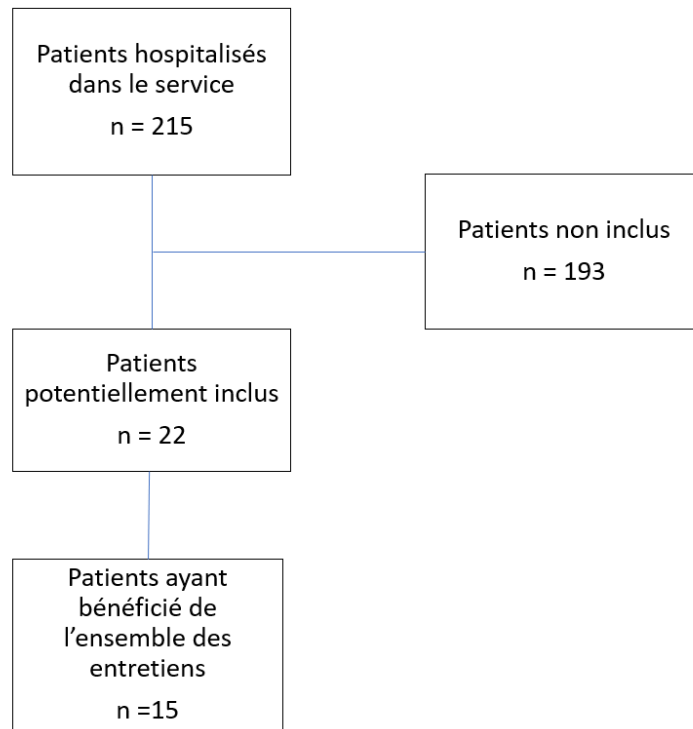 Patients hospitalisés
dans le service
n = 215
Patients non inclus
n = 193
Patients
potentiellement inclus
n = 22
Patients ayant
bénéficié de
l’ensemble des
entretiens
n =15